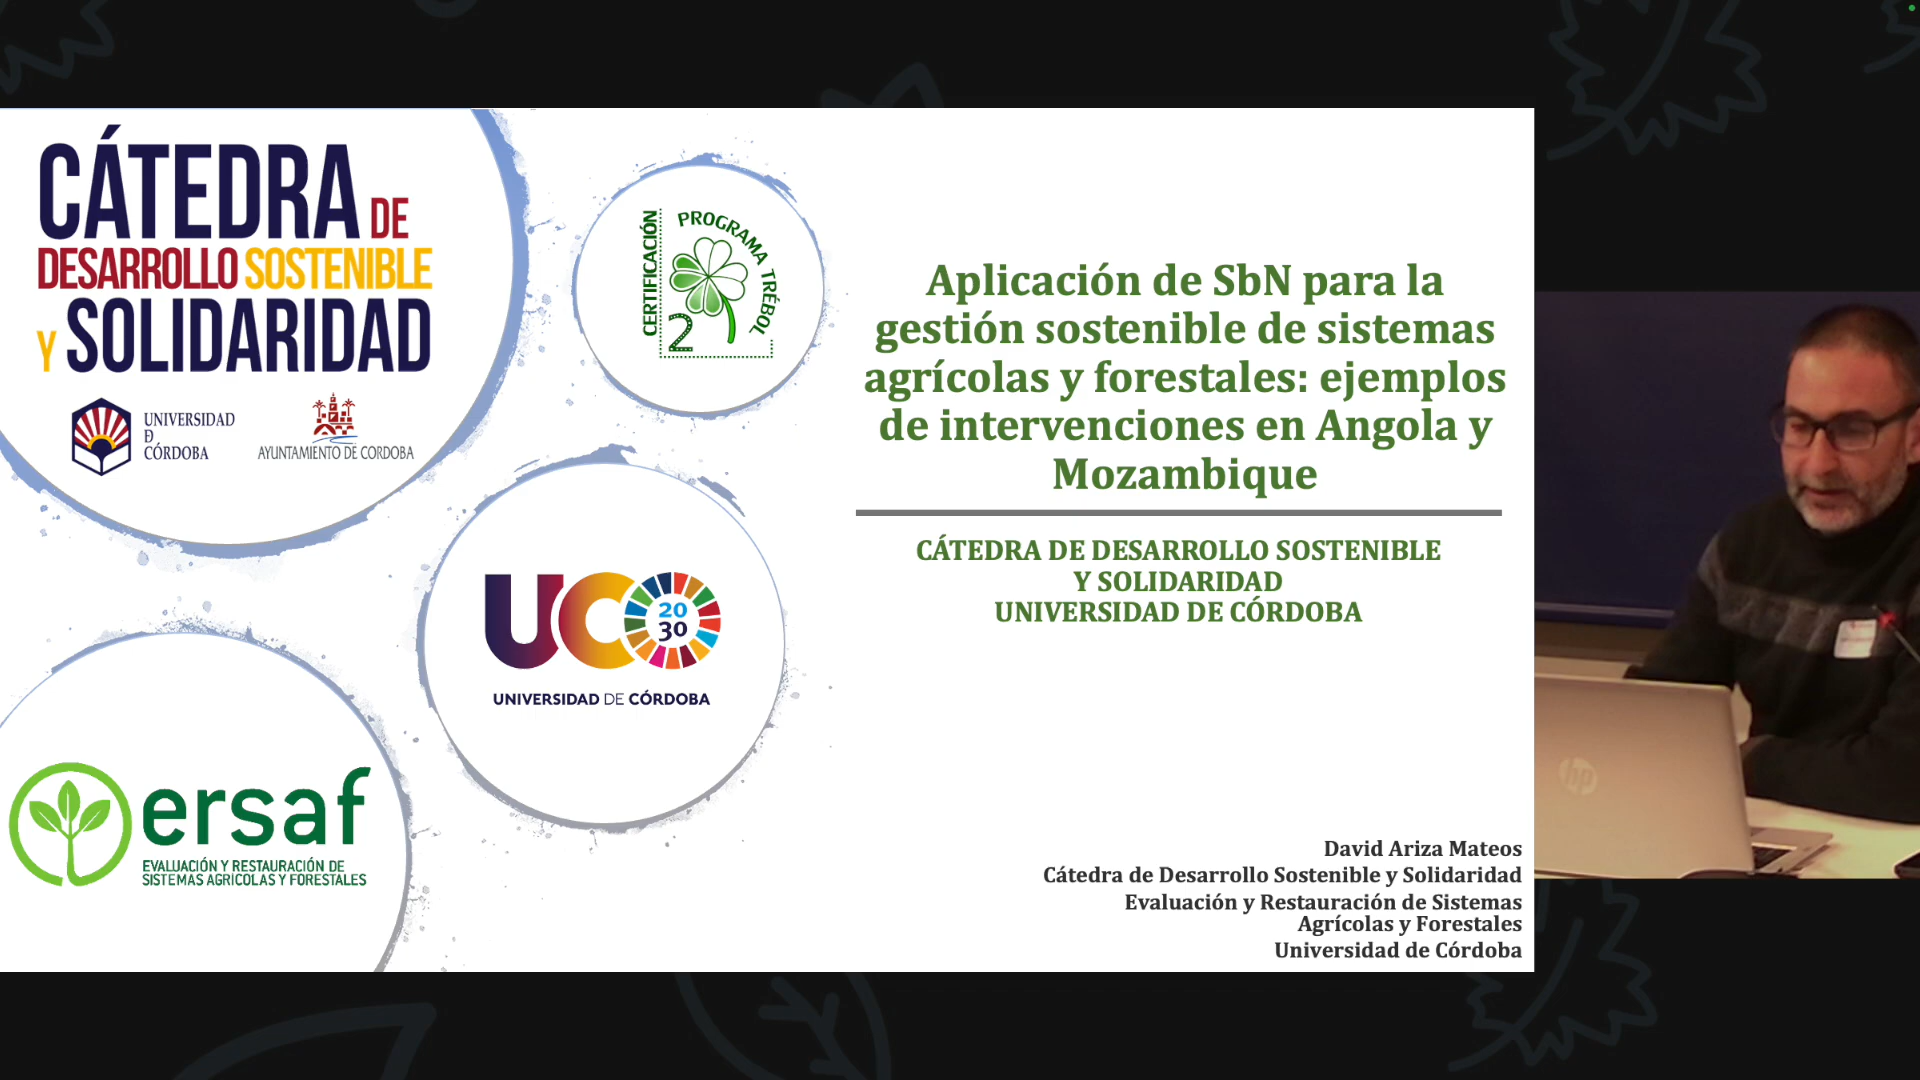 CÁTEDRA DE
DESARROLLO SOSTENIBLE
Y SOLIDARIDAD
UNIVERSIDAD
D
CÓRDOBA
AYUNTAMIENTO DE CORDOBA
CERTIFICACIÓN
PROGRAMA TRÉBOL
2
UCO
20
30
UNIVERSIDAD DE CÓRDOBA
ersaf
EVALUACIÓN Y RESTAURACIÓN DE
SISTEMAS AGRÍCOLAS Y FORESTALES
Aplicación de SbN para la
gestión sostenible de sistemas
agrícolas y forestales: ejemplos
de intervenciones en Angola y
Mozambique
CÁTEDRA DE DESARROLLO SOSTENIBLE
Y SOLIDARIDAD
UNIVERSIDAD DE CÓRDOBA
David Ariza Mateos
Cátedra de Desarrollo Sostenible y Solidaridad
Evaluación y Restauración de Sistemas
Agrícolas y Forestales
Universidad de Córdoba
hp